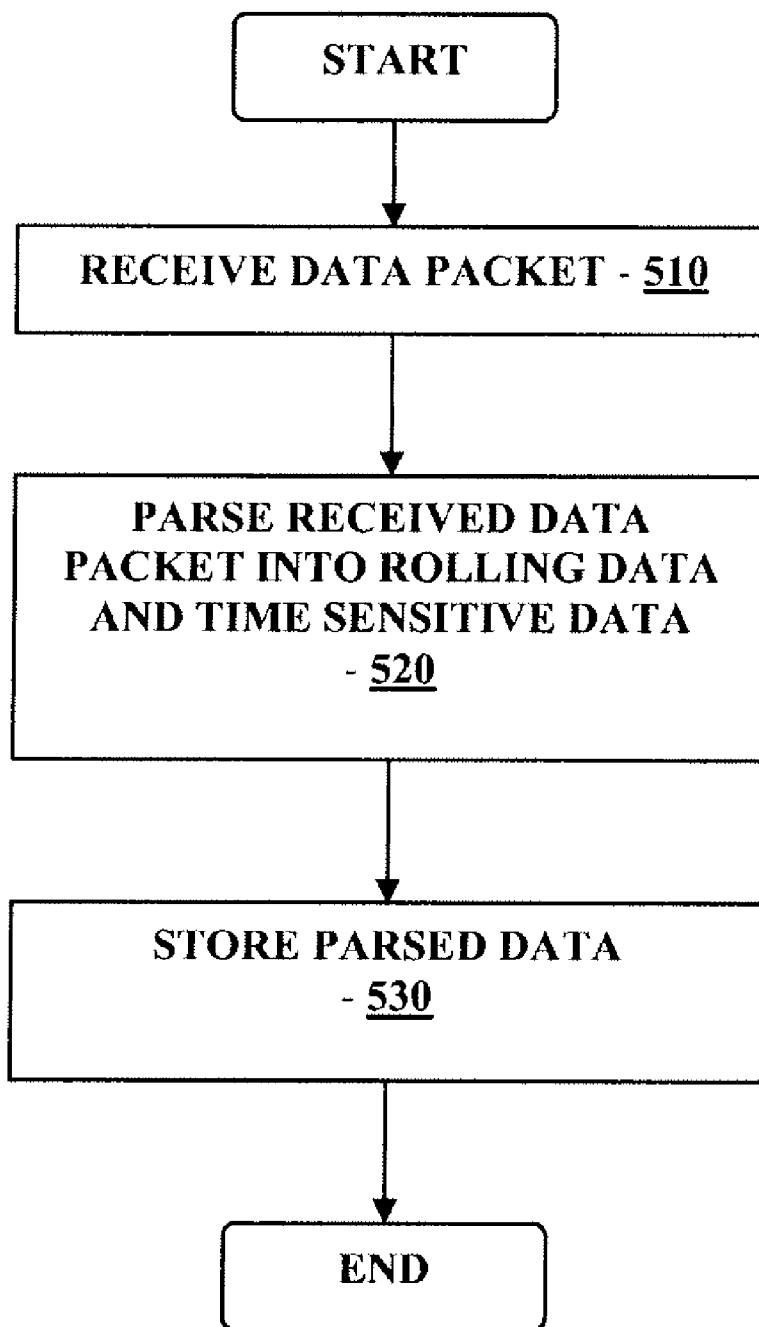 START
RECEIVE DATA PACKET - 510
PARSE RECEIVED DATA
PACKET INTO ROLLING DATA
AND TIME SENSITIVE DATA
- 520
STORE PARSED DATA
- 530
END